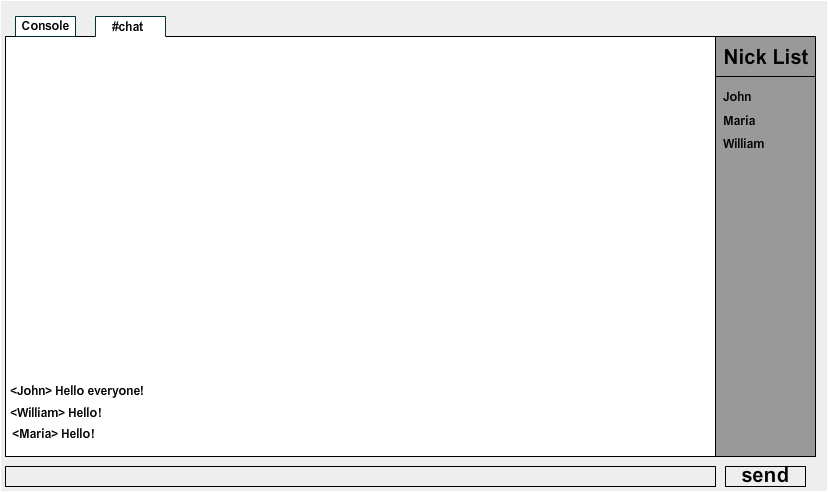 Console
#chat
Nick List
John
Maria
William
<John> Hello everyone!
<William> Hello!
<Maria> Hello!
send